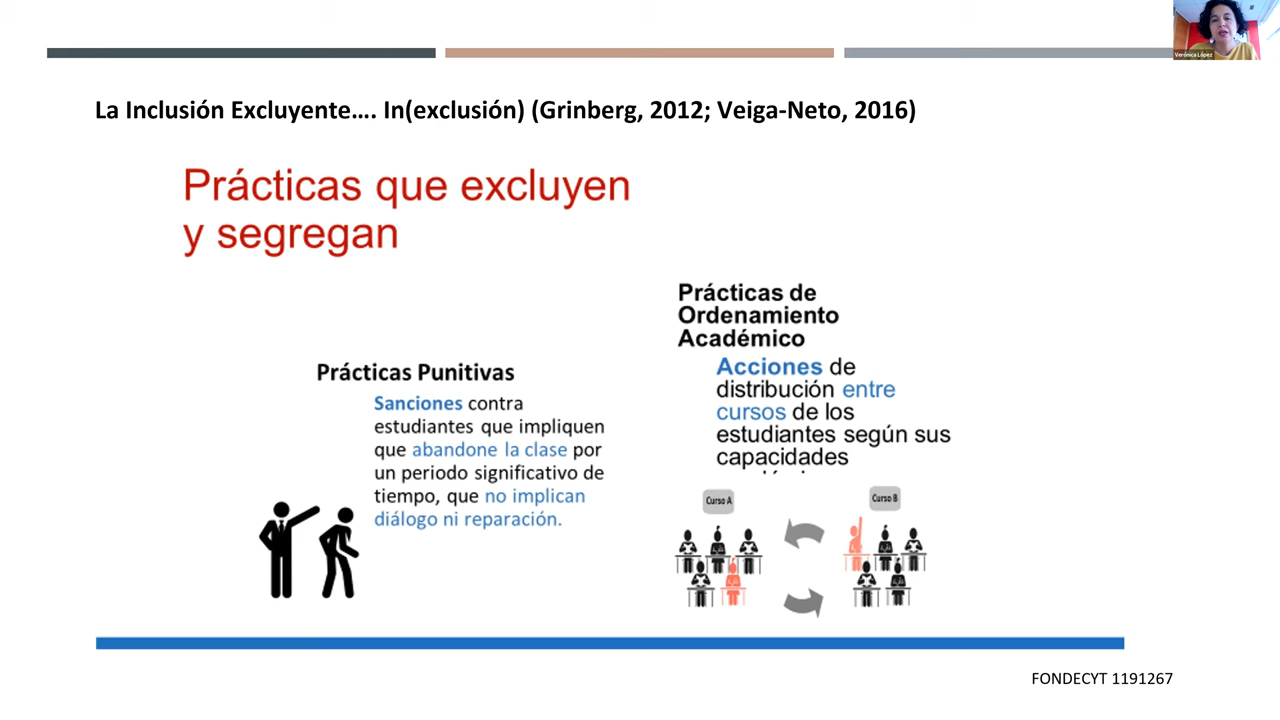 Verónica López
La Inclusión Excluyente.... In(exclusión) (Grinberg, 2012; Veiga-Neto, 2016)
Prácticas que excluyen
y segregan
Prácticas Punitivas
Sanciones contra
estudiantes que impliquen
que abandone la clase por
un periodo significativo de
tiempo, que no implican
diálogo ni reparación.
Prácticas de
Ordenamiento
Académico
Acciones de
distribución entre
cursos de los
estudiantes según sus
capacidades
Curso A
Curso B
FONDECYT 1191267